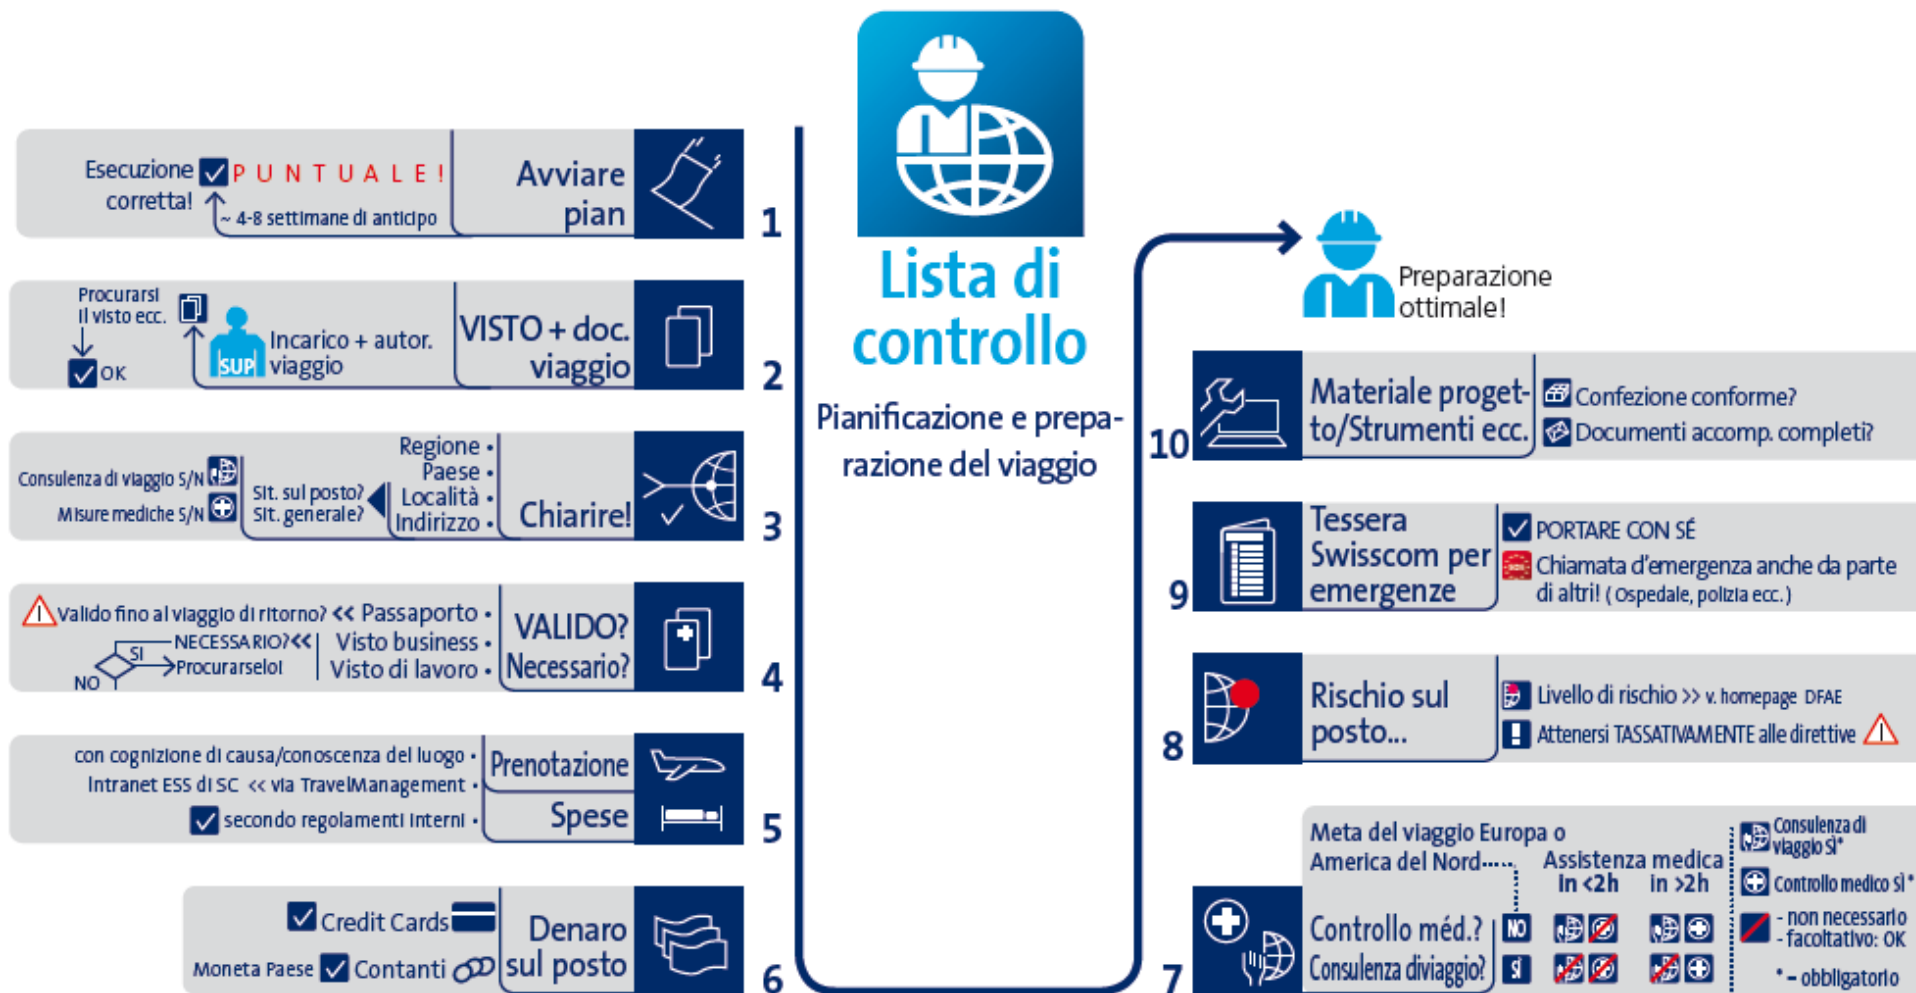 Lista di
controllo
Pianificazione e prepa-
razione del viaggio
1
Avviare
pian
Esecuzione
corretta!
PUNTUALE!
~ 4-8 settimane di anticipo
2
VISTO + doc.
viaggio
Incarico + autor.
viaggio
SUP
Procurarsi
il visto ecc.
OK
3
Chiarire!
Regione •
Paese •
Località •
Indirizzo •
Sit. sul posto?
Sit. generale?
Consulenza di viaggio S/N
Misure mediche S/N
4
VALIDO?
Necessario?
Valido fino al viaggio di ritorno? << Passaporto •
NECESSARIO?<< Visto business •
Visto di lavoro •
SI
Procurarselo!
NO
5
Prenotazione
con cognizione di causa/conoscenza del luogo •
Intranet ESS di SC << via TravelManagement •
Spese
secondo regolamenti interni •
6
Denaro
sul posto
Credit Cards
Moneta Paese
Contanti
7
Meta del viaggio Europa o
America del Nord
Assistenza medica
in <2h in >2h
Controllo méd.?
NO
Consulenza diviaggio?
SÌ
Consulenza di
viaggio SÌ*
Controllo medico SÌ*
- non necessario
- facoltativo: OK
* = obbligatorio
8
Rischio sul
posto...
Livello di rischio >> v. homepage DFAE
! Attenersi TASSATIVAMENTE alle direttive
9
Tessera
Swisscom per
emergenze
PORTARE CON SÉ
SOS
Chiamata d'emergenza anche da parte
di altri! ( Ospedale, polizia ecc. )
10
Materiale proget-
to/Strumenti ecc.
Confezione conforme?
Documenti accomp. completi?
Preparazione
ottimale!